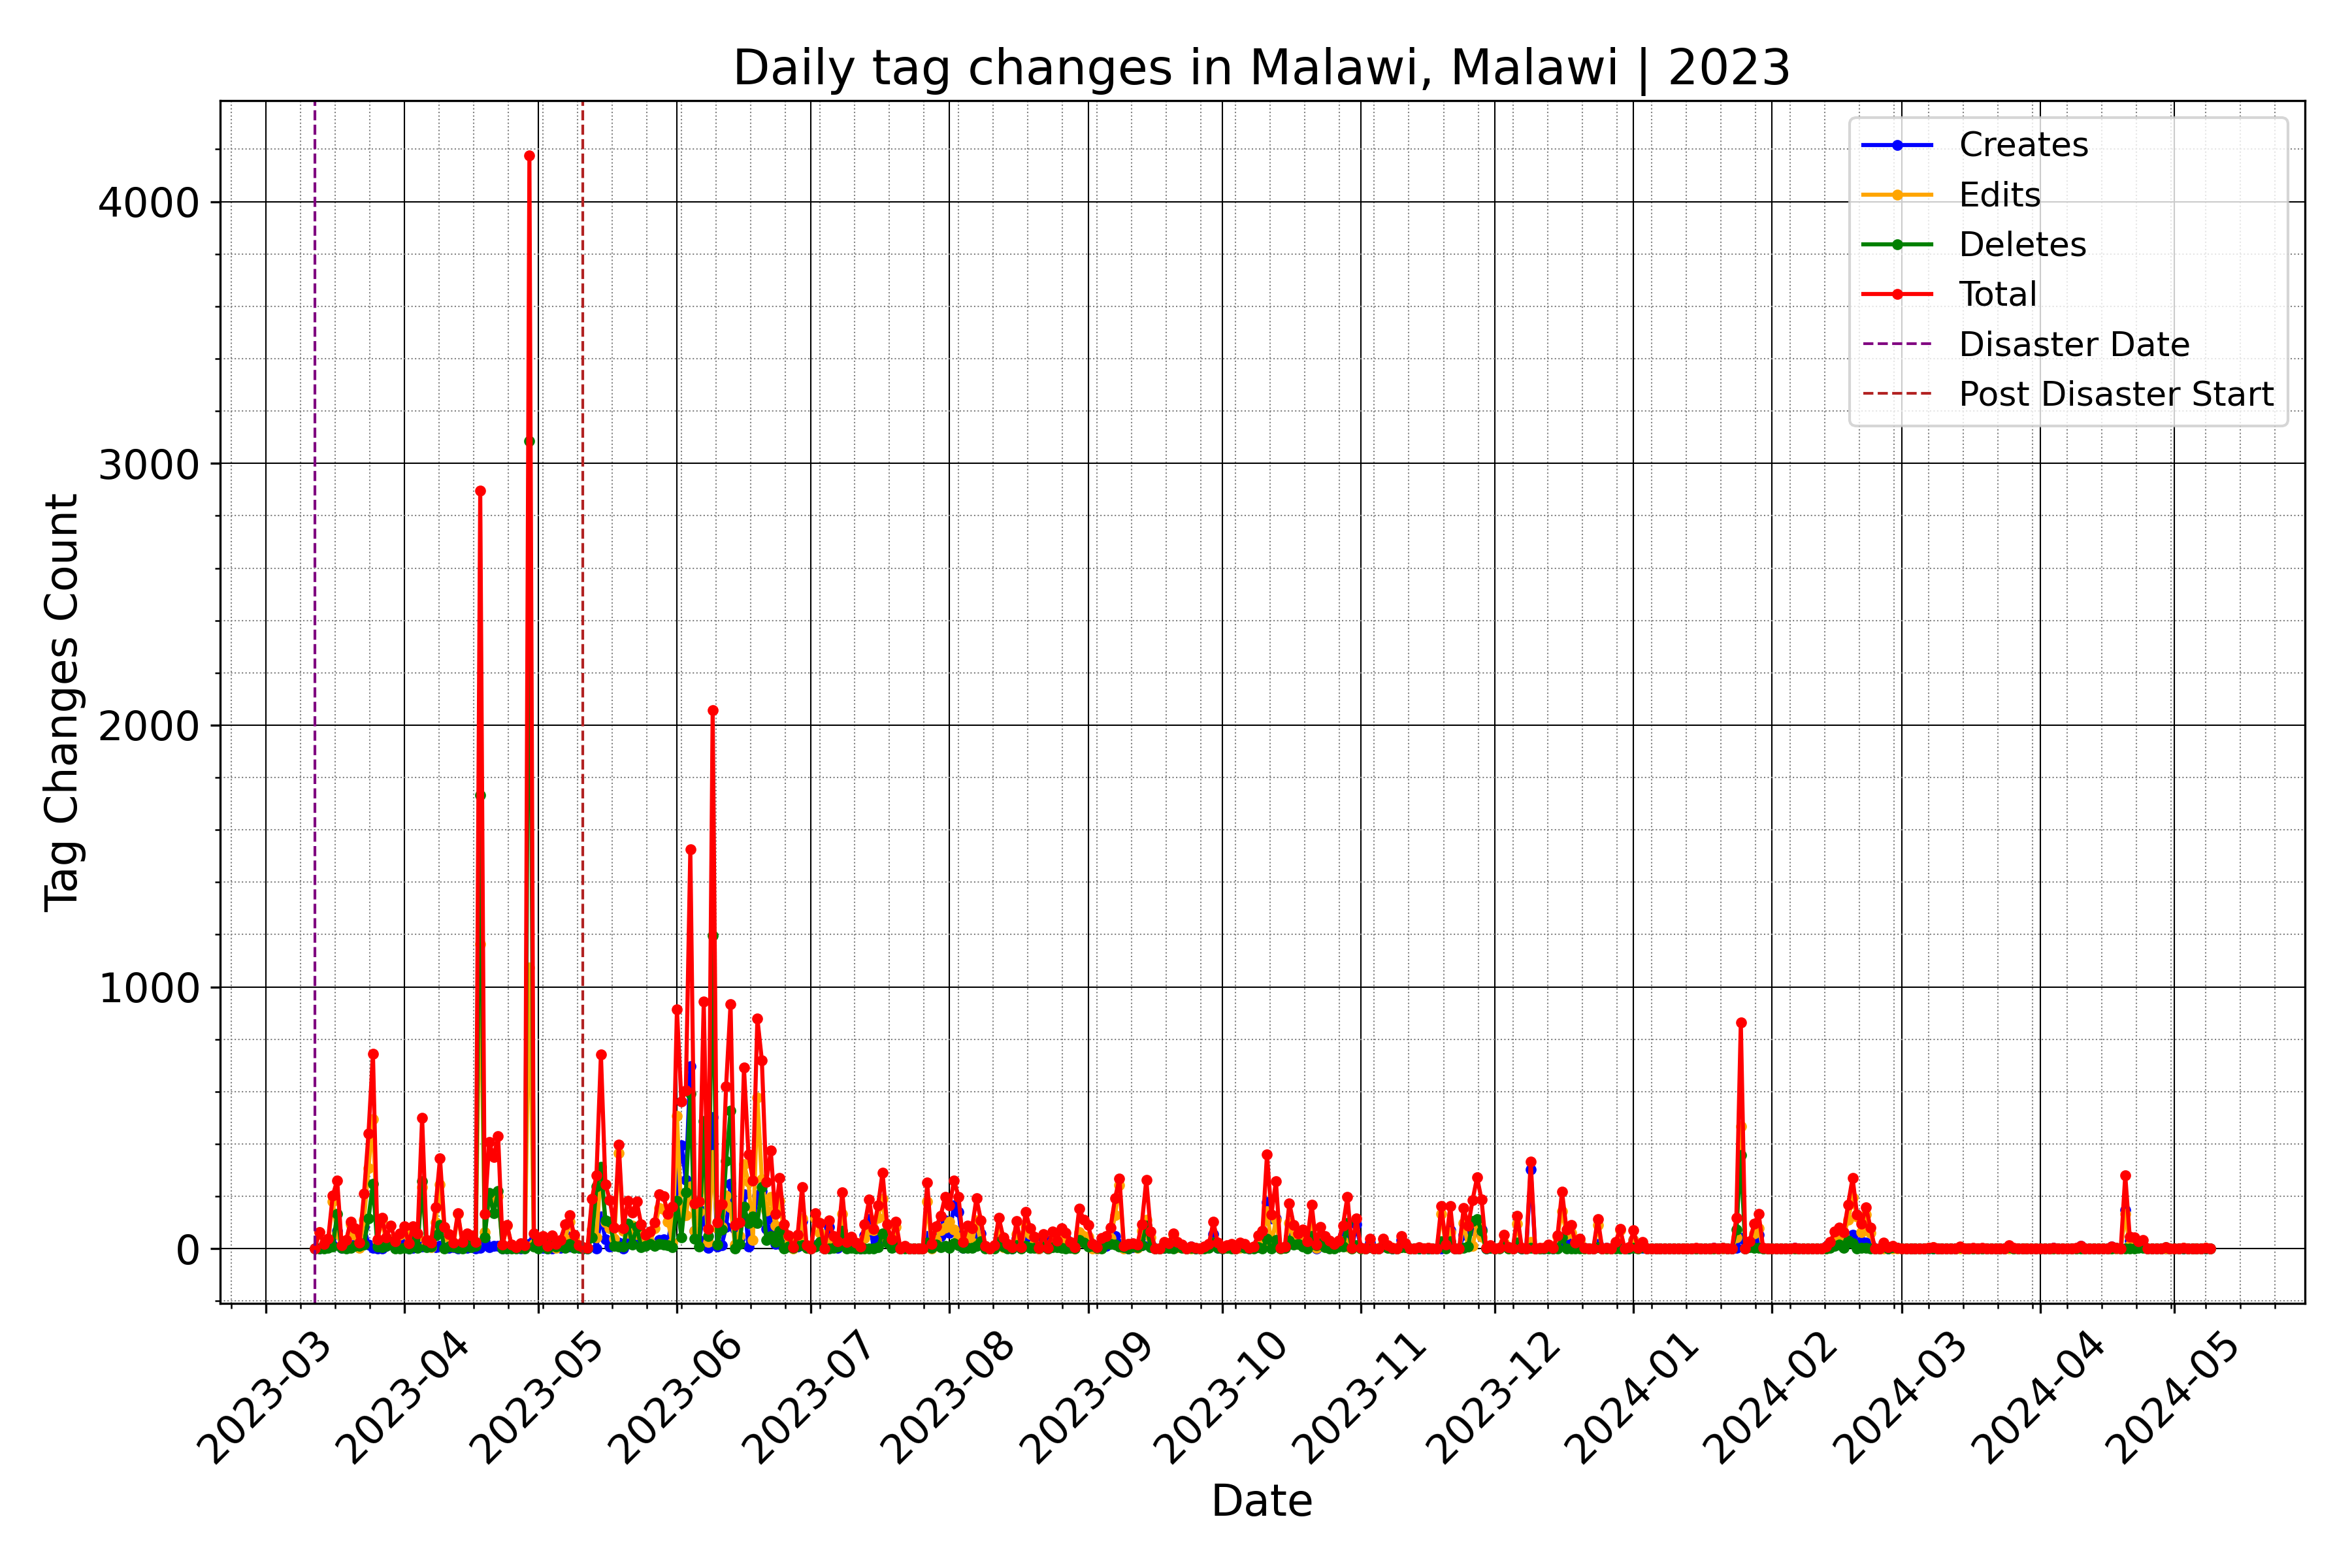 Daily tag changes in Malawi, Malawi | 2023
Creates
Edits
Deletes
Total
Disaster Date
Post Disaster Start
Tag Changes Count
4000
3000
2000
1000
0
2023-03
2023-04
2023-05
2023-06
2023-07
2023-08
2023-09
2023-10
2023-11
2023-12
2024-01
2024-02
2024-03
2024-04
2024-05
Date